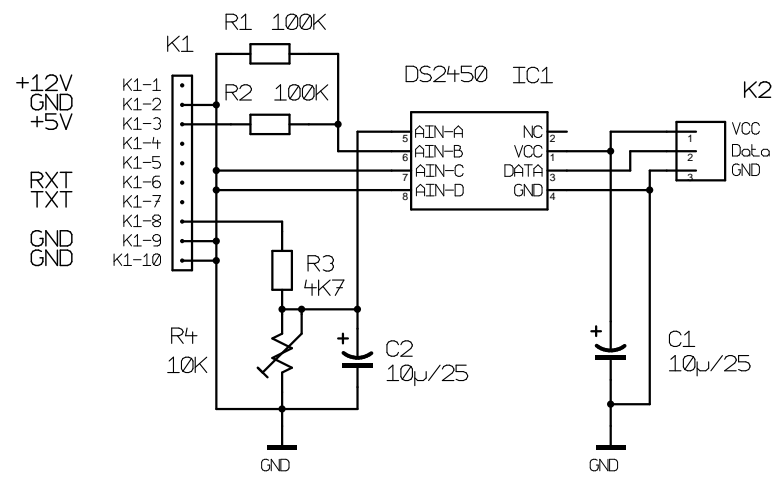 R1 100K
K1
DS2450 IC1
+12V K1-1
GND K1-2
+5V K1-3
K1-4
K1-5
RXT K1-6
TXT K1-7
K1-8
GND K1-9
GND K1-10
R2 100K
5 AIN-A NC 2
6 AIN-B VCC 1
7 AIN-C DATA 3
8 AIN-D GND 4
K2
1 VCC
2 Data
3 GND
R3
4K7
R4
10K
+
C2
10µ/25
+
C1
10µ/25
GND
GND